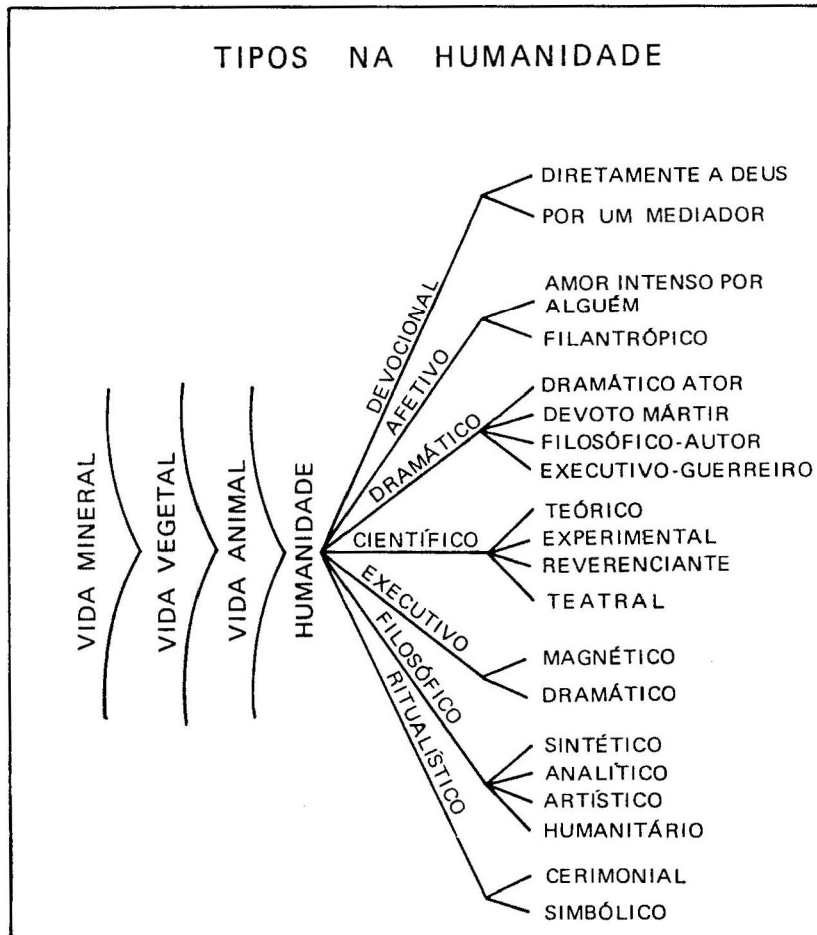 TIPOS NA HUMANIDADE
VIDA MINERAL
VIDA VEGETAL
VIDA ANIMAL
HUMANIDADE
DEVOCIONAL
DIRETAMENTE A DEUS
POR UM MEDIADOR
AFETIVO
AMOR INTENSO POR
ALGUÉM
FILANTRÓPICO
DRAMÁTICO
DRAMÁTICO ATOR
DEVOTO MÁRTIR
FILOSÓFICO-AUTOR
EXECUTIVO-GUERREIRO
CIENTÍFICO
TEÓRICO
EXPERIMENTAL
REVERENCIANTE
TEATRAL
EXECUTIVO
MAGNÉTICO
DRAMÁTICO
FILOSÓFICO
SINTÉTICO
ANALÍTICO
ARTÍSTICO
HUMANITÁRIO
RITUALÍSTICO
CERIMONIAL
SIMBÓLICO